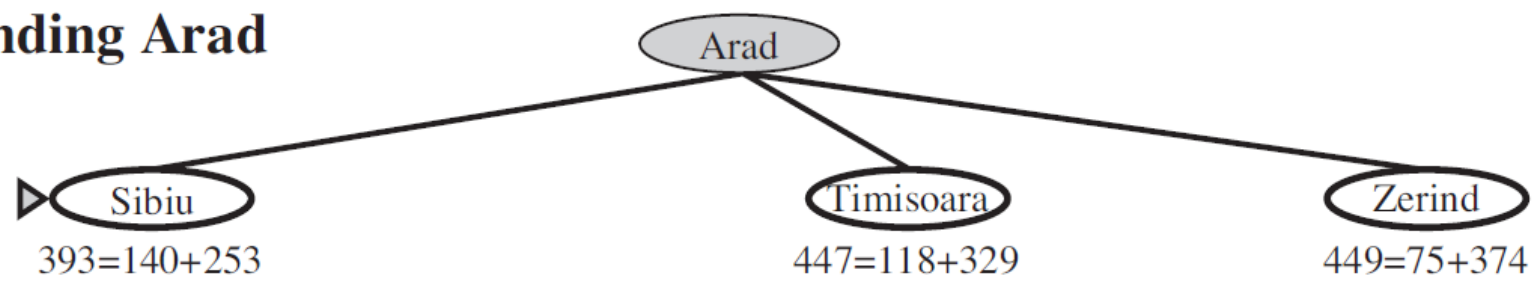 nding Arad
Arad
Sibiu
Timisoara
Zerind
393=140+253
447=118+329
449=75+374